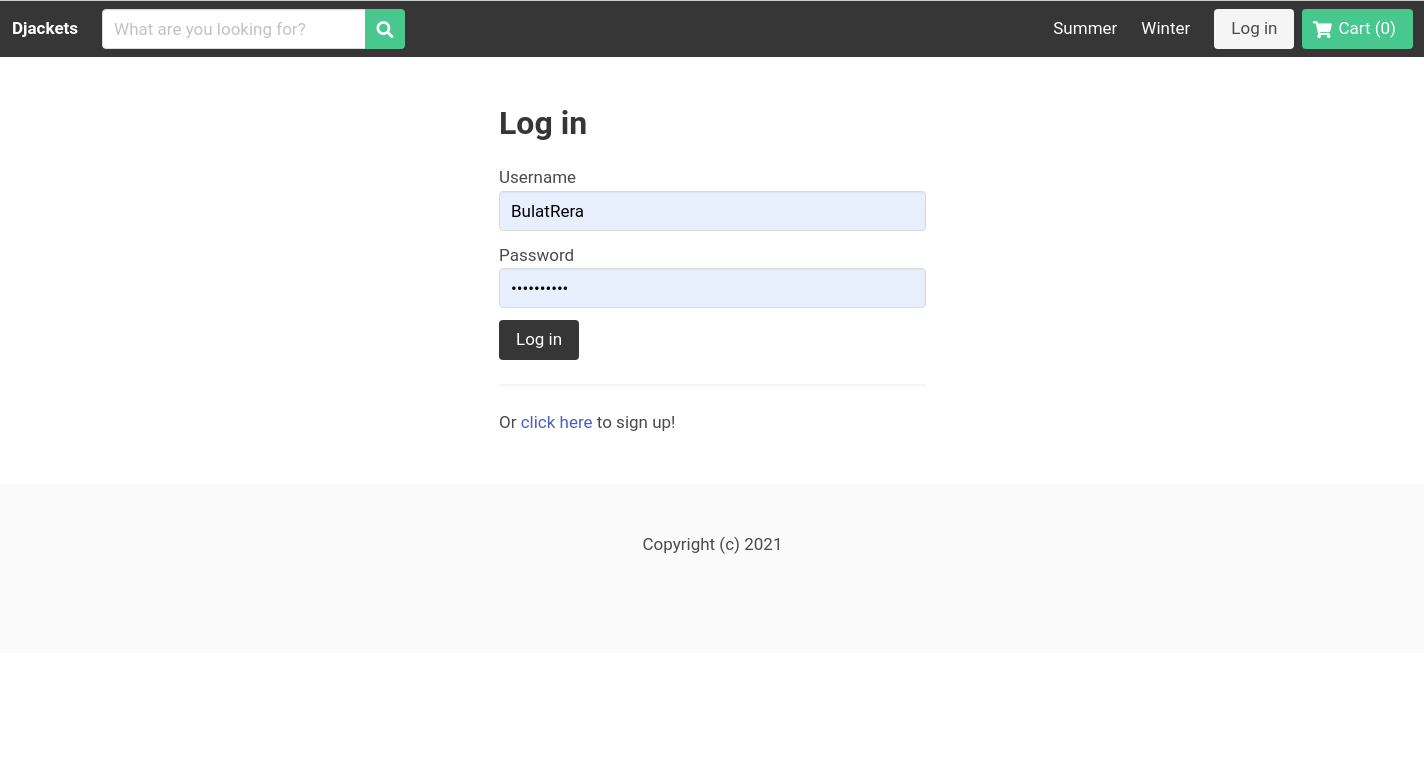 Djackets
What are you looking for?
Summer
Winter
Log in
Cart (0)
Log in
Username
BulatRera
Password
••••••••••
Log in
Or click here to sign up!
Copyright (c) 2021